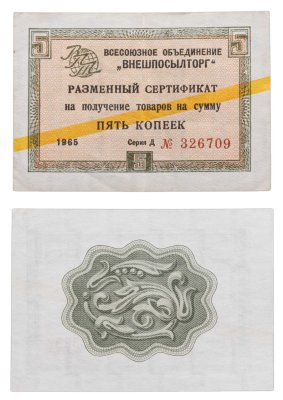 5
5
ВПТ
ВСЕСОЮЗНОЕ ОБЪЕДИНЕНИЕ
„ВНЕШПОСЫЛТОРГ"
РАЗМЕННЫЙ СЕРТИФИКАТ
на получение товаров на сумму
ПЯТЬ КОПЕЕК
1965
Серия Д № 326709
5